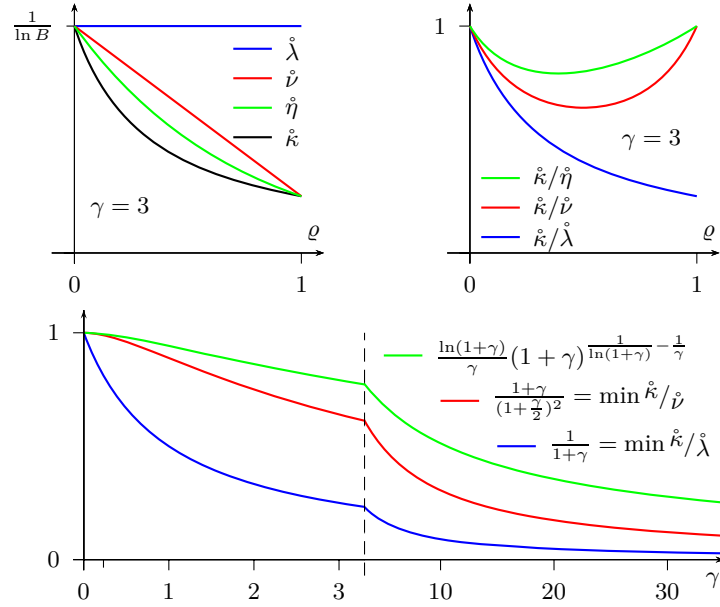 1/ln B
λ̊
ν̊
η̊
κ̊
γ = 3
ϱ
0 1
1
γ = 3
κ̊/η̊
κ̊/ν̊
κ̊/λ̊
ϱ
0 1
1
ln(1+γ)/γ (1 + γ)^(1/ln(1+γ) − 1/γ)
(1+γ)/(1+γ/2)² = min κ̊/ν̊
1/(1+γ) = min κ̊/λ̊
0
0 1 2 3 10 20 30 γ